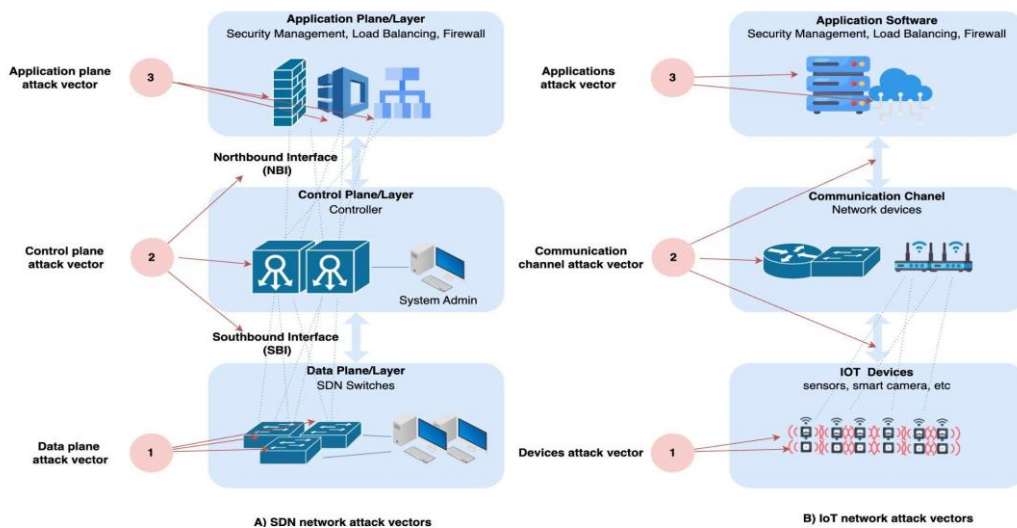 Application Plane/Layer
Security Management, Load Balancing, Firewall
Application plane
attack vector
3
Northbound Interface
(NBI)
Control Plane/Layer
Controller
Control plane
attack vector
2
System Admin
Southbound Interface
(SBI)
Data Plane/Layer
SDN Switches
Data plane
attack vector
1
A) SDN network attack vectors
Application Software
Security Management, Load Balancing, Firewall
Applications
attack vector
3
Communication Chanel
Network devices
Communication
channel attack vector
2
IOT Devices
sensors, smart camera, etc
Devices attack vector
1
B) IoT network attack vectors